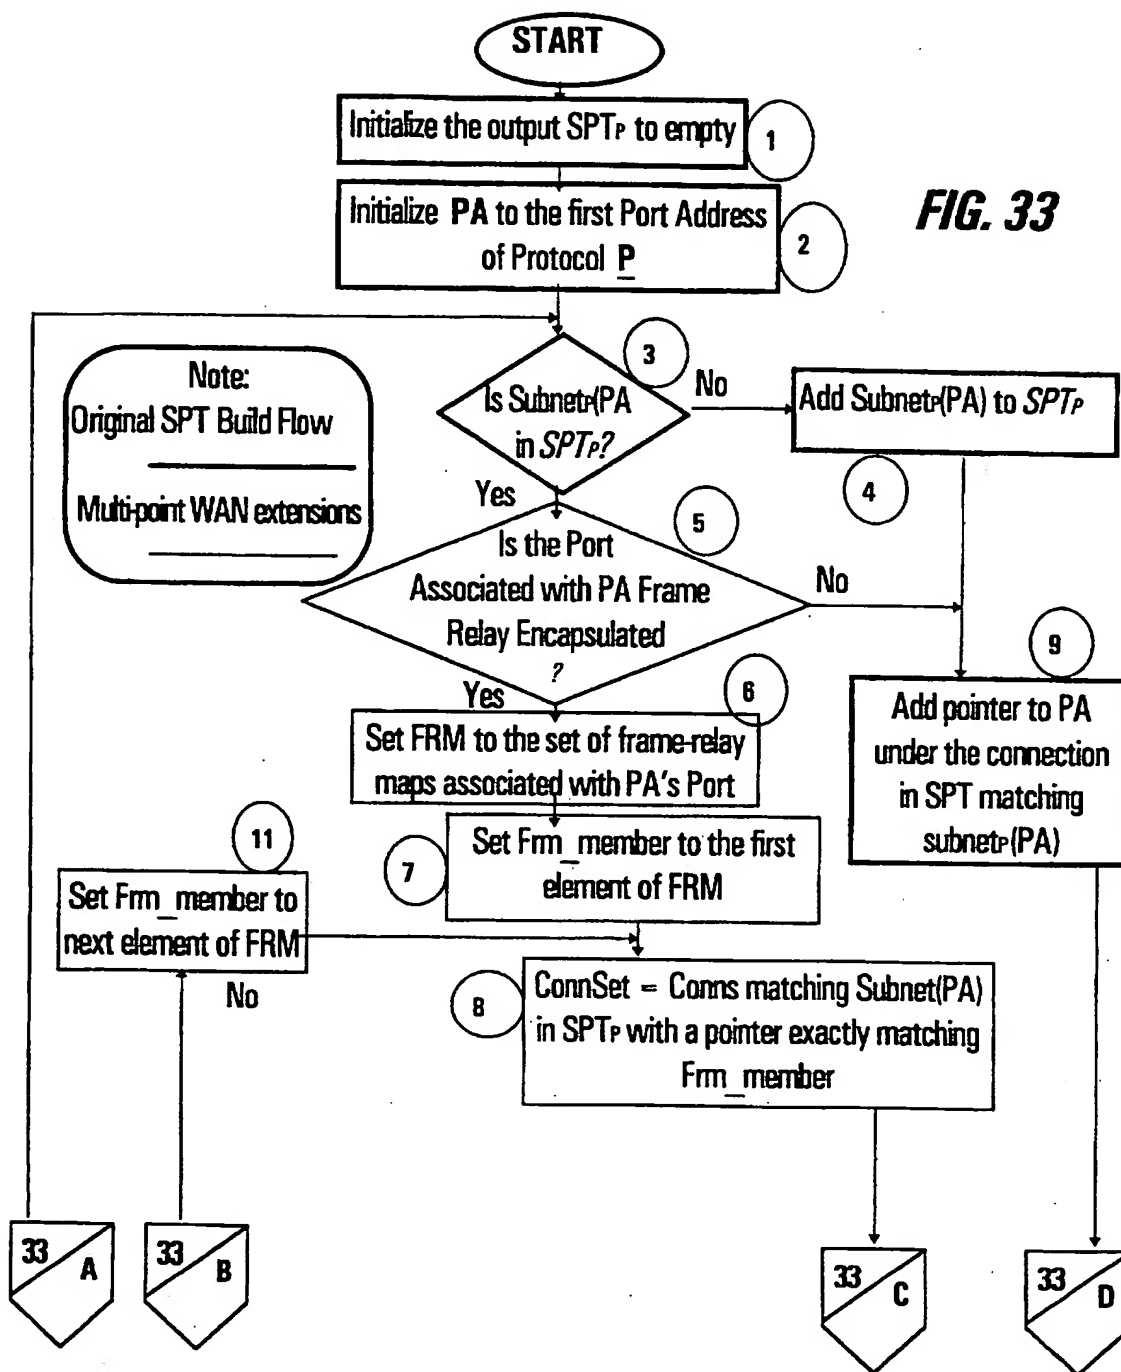 START
Initialize the output SPTP to empty
1
Initialize PA to the first Port Address
of Protocol P
2
FIG. 33
Note:
Original SPT Build Flow
Multi-point WAN extensions
3
Is SubnetP(PA
in SPTP?
No
Add SubnetP(PA) to SPTP
4
Yes
5
Is the Port
Associated with PA Frame
Relay Encapsulated
?
No
Yes
6
Set FRM to the set of frame-relay
maps associated with PA's Port
9
Add pointer to PA
under the connection
in SPT matching
subnetP(PA)
7
Set Frm_member to the first
element of FRM
11
Set Frm_member to
next element of FRM
No
8
ConnSet = Conns matching Subnet(PA)
in SPTP with a pointer exactly matching
Frm_member
33 A
33 B
33 C
33 D